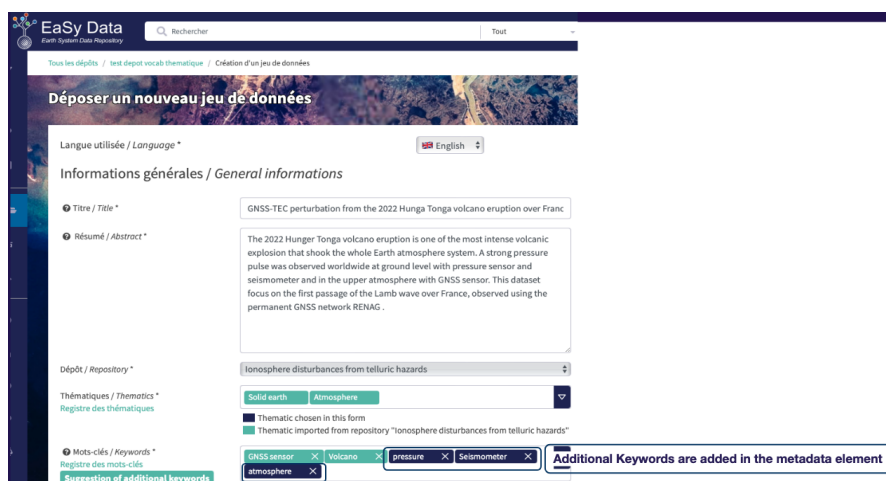 EaSy Data
Earth System Data Repository
Rechercher
Tout
Tous les dépôts / test depot vocab thematique / Création d'un jeu de données
Déposer un nouveau jeu de données
Langue utilisée / Language *
English
Informations générales / General informations
Titre / Title *
GNSS-TEC perturbation from the 2022 Hunga Tonga volcano eruption over Franc
Résumé / Abstract *
The 2022 Hunger Tonga volcano eruption is one of the most intense volcanic
explosion that shook the whole Earth atmosphere system. A strong pressure
pulse was observed worldwide at ground level with pressure sensor and
seismometer and in the upper atmosphere with GNSS sensor. This dataset
focus on the first passage of the Lamb wave over France, observed using the
permanent GNSS network RENAG .
Dépôt / Repository *
Ionosphere disturbances from telluric hazards
Thématiques / Thematics *
Registre des thématiques
Solid earth Atmosphere
Thematic chosen in this form
Thematic imported from repository "Ionosphere disturbances from telluric hazards"
Mots-clés / Keywords *
Registre des mots-clés
Suggestion of additional keywords
GNSS sensor X Volcano X pressure X Seismometer X
atmosphere X
Additional Keywords are added in the metadata element